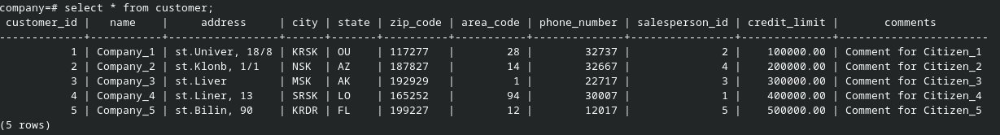 company=# select * from customer;
 customer_id |   name    |     address     | city | state | zip_code | area_code | phone_number | salesperson_id | credit_limit |       comments
-------------+-----------+-----------------+------+-------+----------+-----------+--------------+----------------+--------------+-----------------------
           1 | Company_1 | st.Univer, 18/8 | KRSK | OU    | 117277   |        28 |        32737 |              2 |    100000.00 | Comment for Citizen_1
           2 | Company_2 | st.Klonb, 1/1   | NSK  | AZ    | 187827   |        14 |        32667 |              4 |    200000.00 | Comment for Citizen_2
           3 | Company_3 | st.Liver        | MSK  | AK    | 192929   |         1 |        22717 |              3 |    300000.00 | Comment for Citizen_3
           4 | Company_4 | st.Liner, 13    | SRSK | LO    | 165252   |        94 |        30007 |              1 |    400000.00 | Comment for Citizen_4
           5 | Company_5 | st.Bilin, 90    | KRDR | FL    | 199227   |        12 |        12017 |              5 |    500000.00 | Comment for Citizen_5
(5 rows)